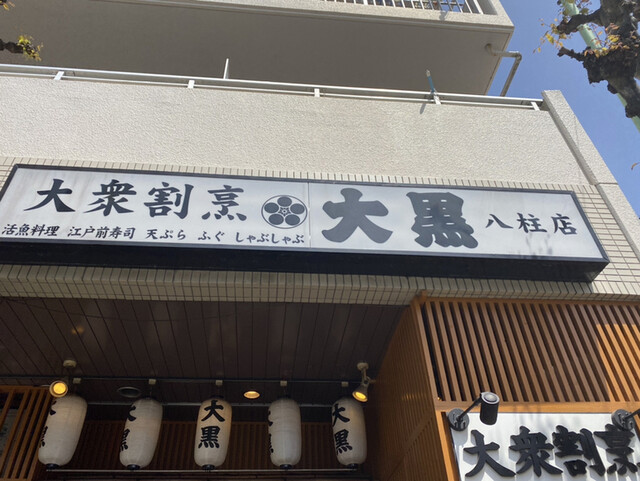 大衆割烹 大黒 八柱店
活魚料理 江戸前寿司 天ぷら ふぐ しゃぶしゃぶ
大黒
大黒
大衆割烹